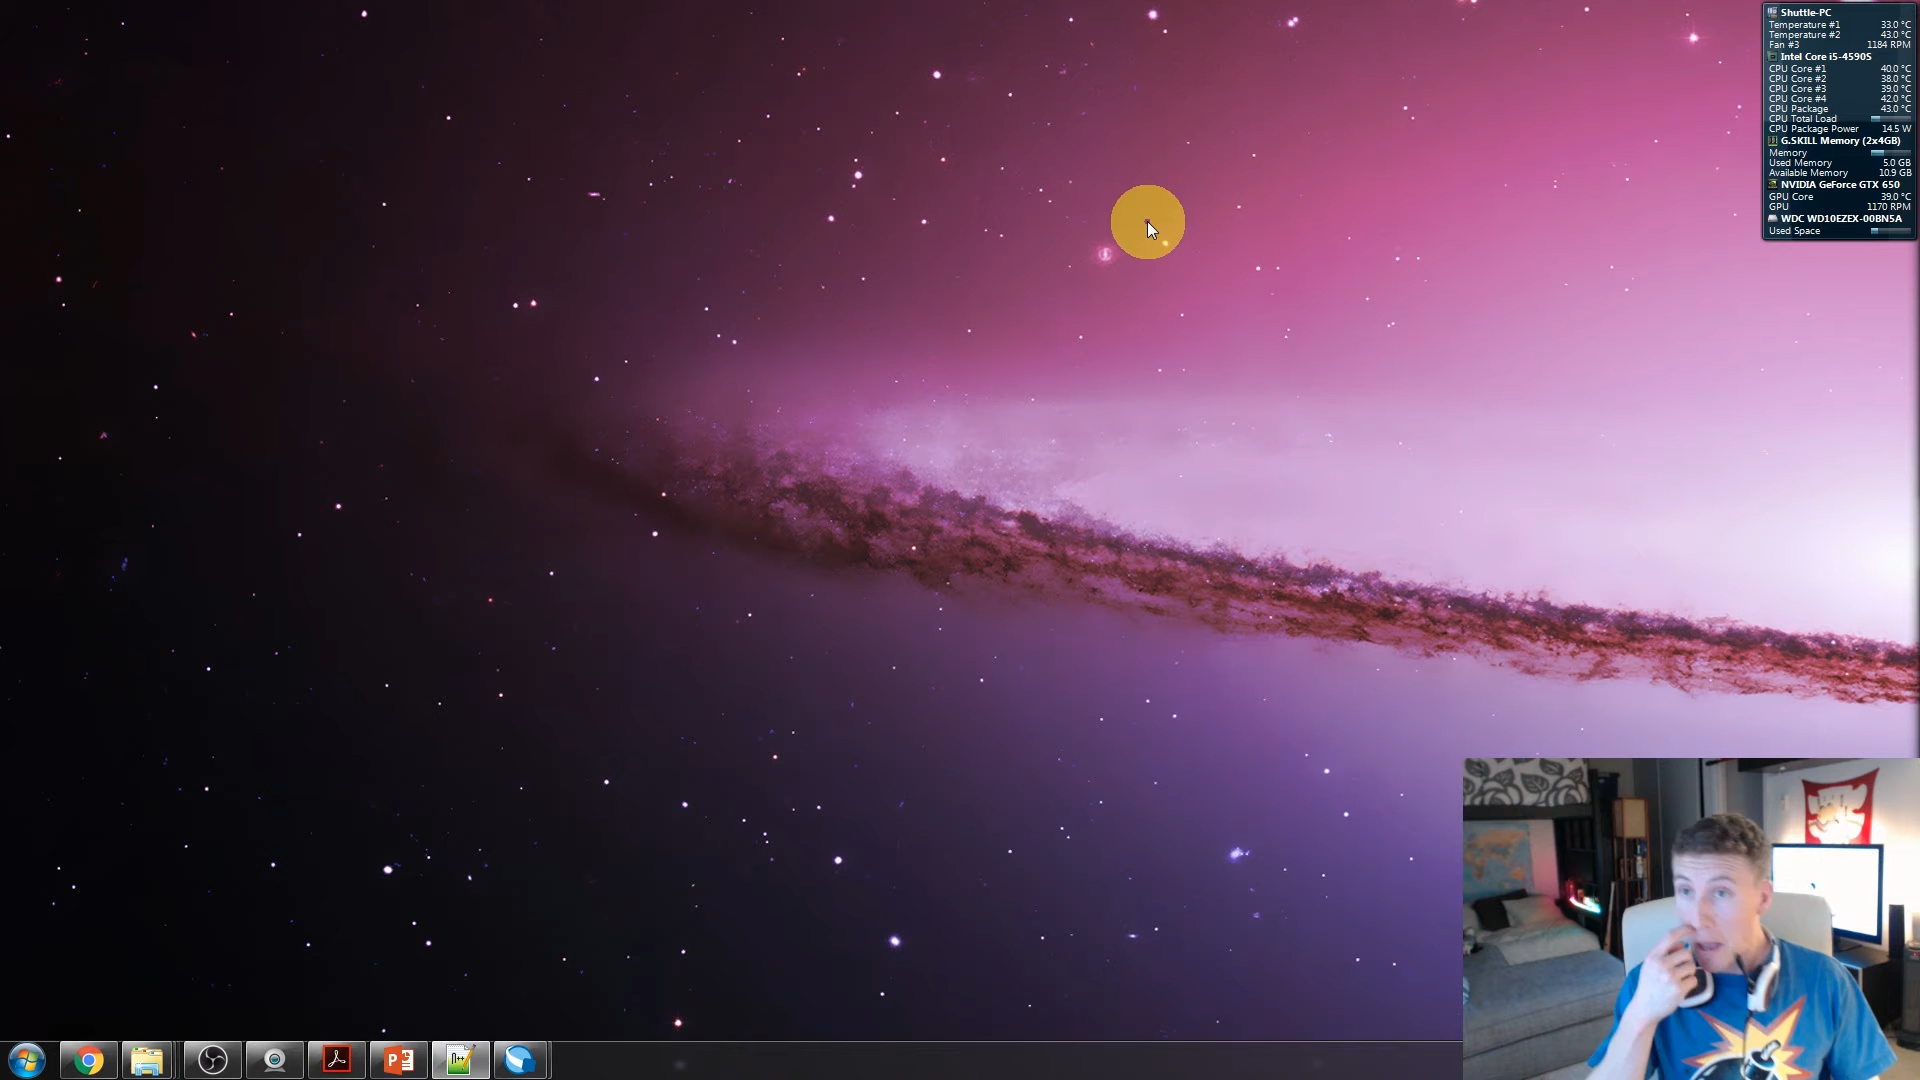 Shuttle-PC
Temperature #1 33.0 °C
Temperature #2 43.0 °C
Fan #3 1184 RPM
Intel Core i5-4590S
CPU Core #1 40.0 °C
CPU Core #2 38.0 °C
CPU Core #3 39.0 °C
CPU Core #4 42.0 °C
CPU Package 43.0 °C
CPU Total Load
CPU Package Power 14.5 W
G.SKILL Memory (2x4GB)
Memory
Used Memory 5.0 GB
Available Memory 10.9 GB
NVIDIA GeForce GTX 650
GPU Core 39.0 °C
GPU 1170 RPM
WDC WD10EZEX-00BN5A
Used Space